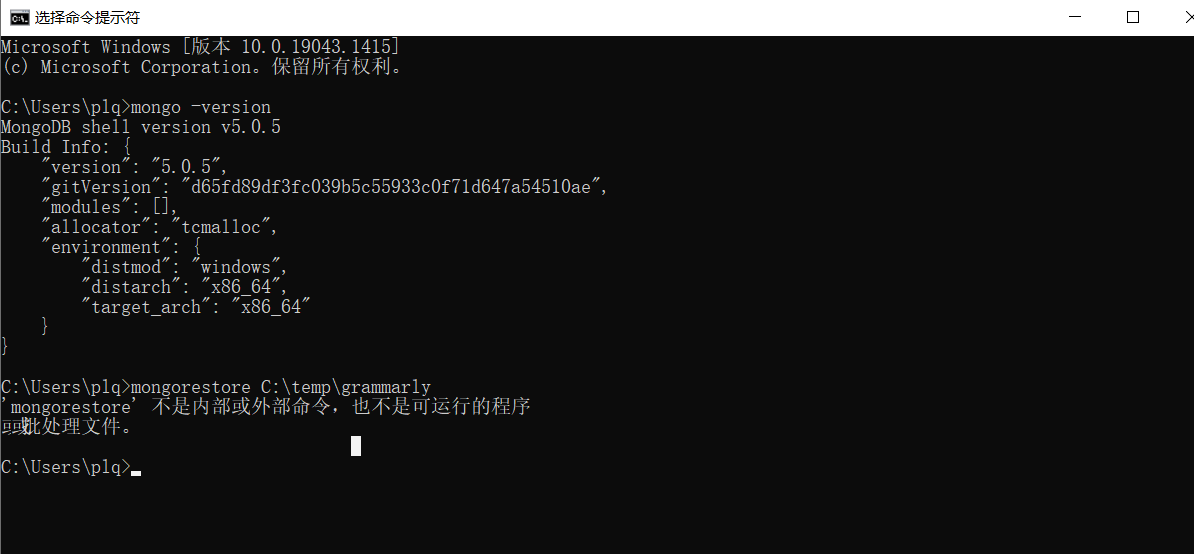 选择命令提示符
Microsoft Windows [版本 10.0.19043.1415]
(c) Microsoft Corporation。保留所有权利。
C:\Users\plq>mongo -version
MongoDB shell version v5.0.5
Build Info: {
    "version": "5.0.5",
    "gitVersion": "d65fd89df3fc039b5c55933c0f71d647a54510ae",
    "modules": [],
    "allocator": "tcmalloc",
    "environment": {
        "distmod": "windows",
        "distarch": "x86_64",
        "target_arch": "x86_64"
    }
}
C:\Users\plq>mongorestore C:\temp\grammarly
'mongorestore' 不是内部或外部命令，也不是可运行的程序
或批处理文件。
C:\Users\plq>